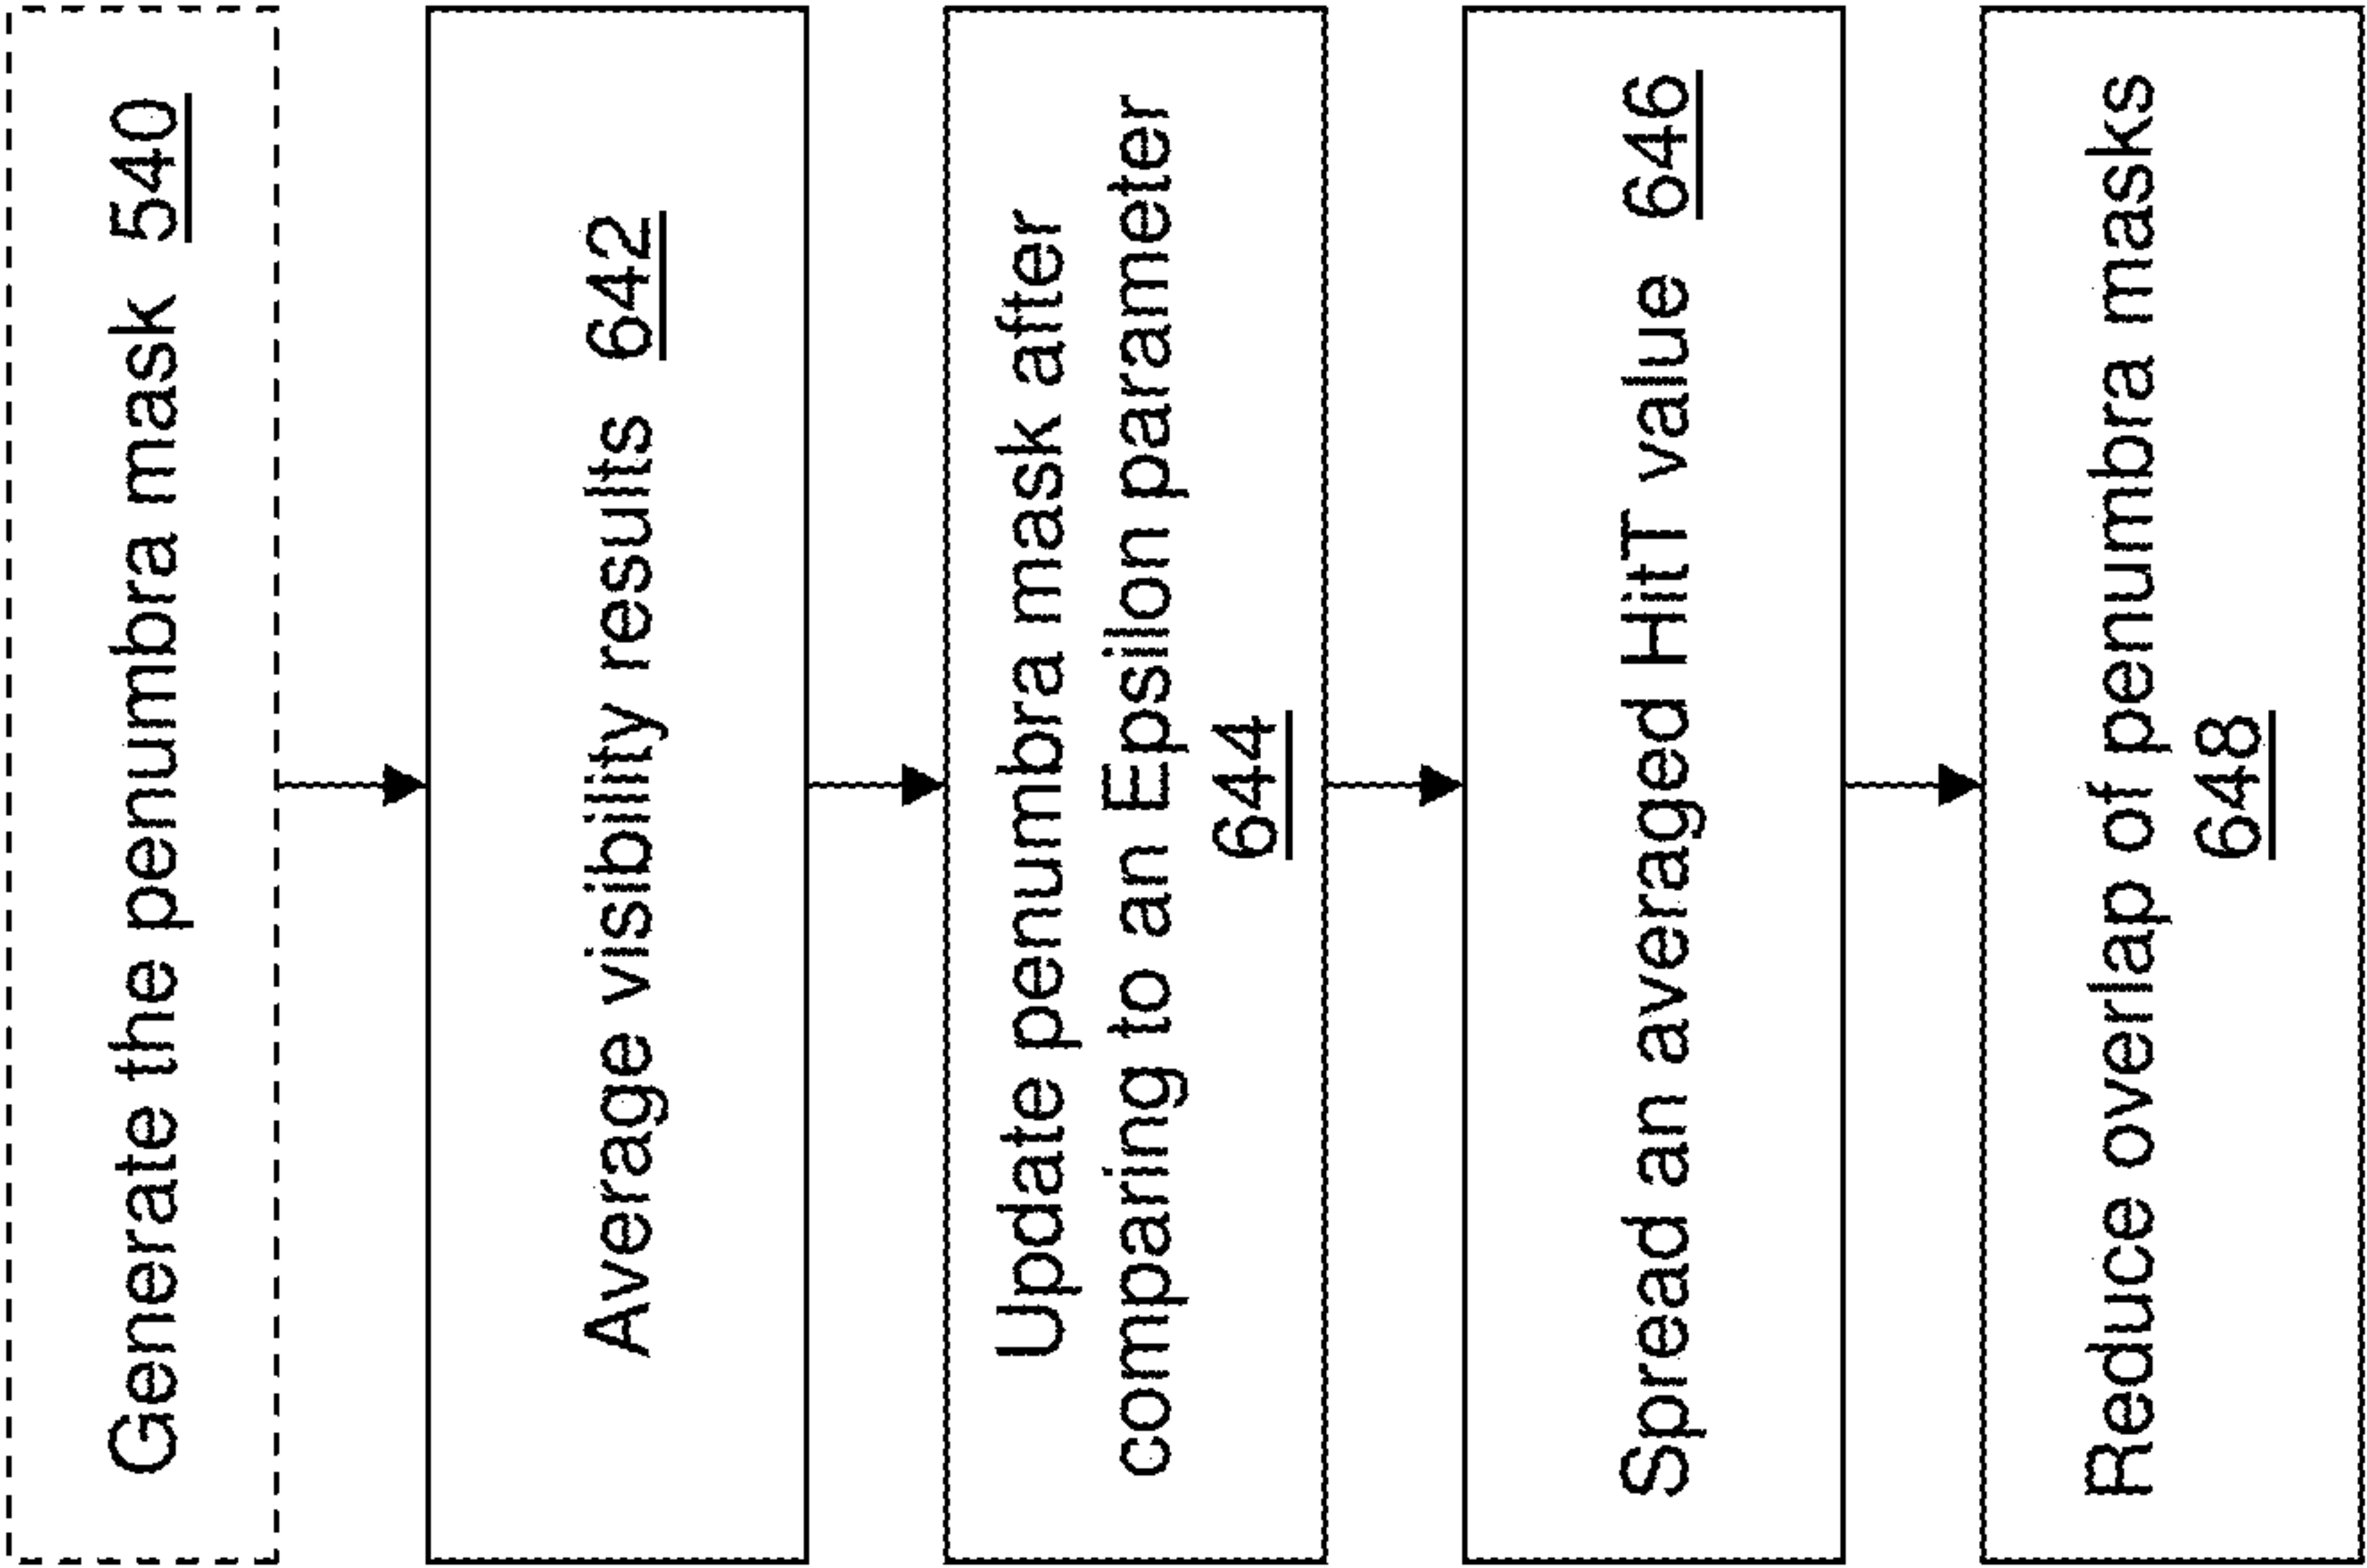 Generate the penumbra mask 540
Average visibility results 642
Update penumbra mask after
comparing to an Epsilon parameter
644
Spread an averaged HitT value 646
Reduce overlap of penumbra masks
648